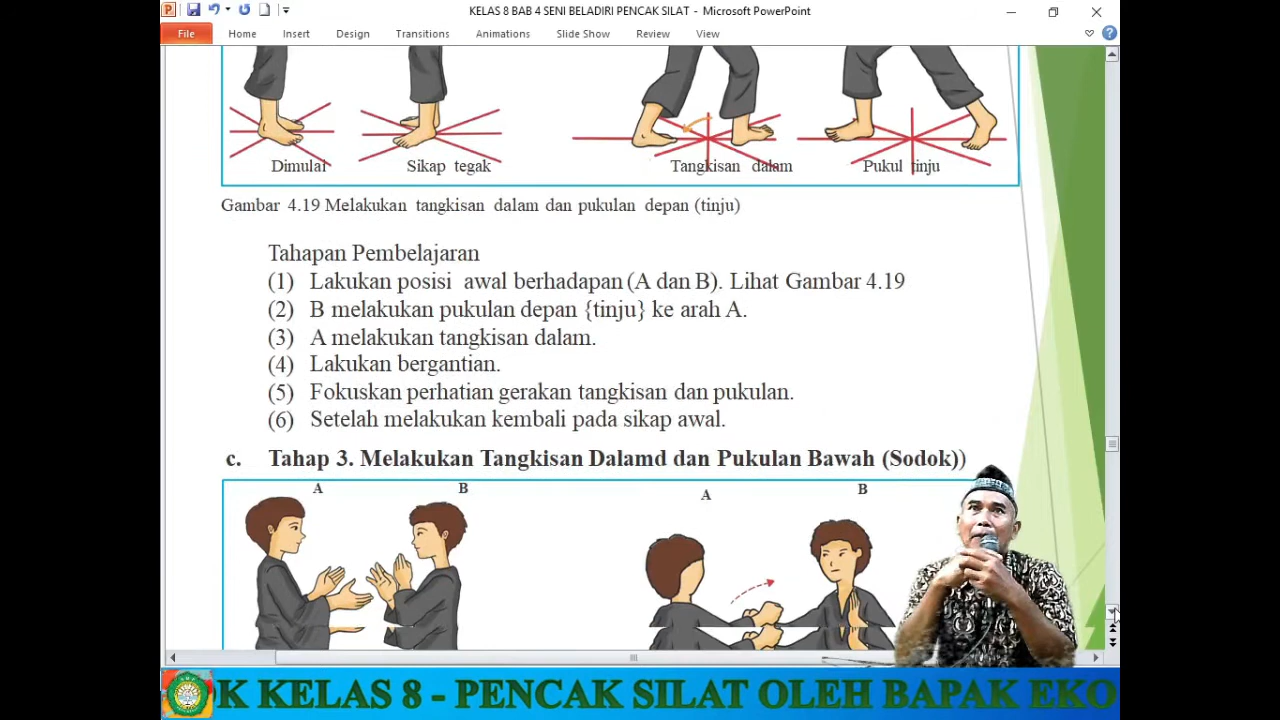 KELAS 8 BAB 4 SENI BELADIRI PENCAK SILAT - Microsoft PowerPoint
File Home Insert Design Transitions Animations Slide Show Review View
Dimulai Sikap tegak Tangkisan dalam Pukul tinju
Gambar 4.19 Melakukan tangkisan dalam dan pukulan depan (tinju)
Tahapan Pembelajaran
(1) Lakukan posisi awal berhadapan (A dan B). Lihat Gambar 4.19
(2) B melakukan pukulan depan {tinju} ke arah A.
(3) A melakukan tangkisan dalam.
(4) Lakukan bergantian.
(5) Fokuskan perhatian gerakan tangkisan dan pukulan.
(6) Setelah melakukan kembali pada sikap awal.
c. Tahap 3. Melakukan Tangkisan Dalamd dan Pukulan Bawah (Sodok))
A B A B
K KELAS 8 - PENCAK SILAT OLEH BAPAK EKO